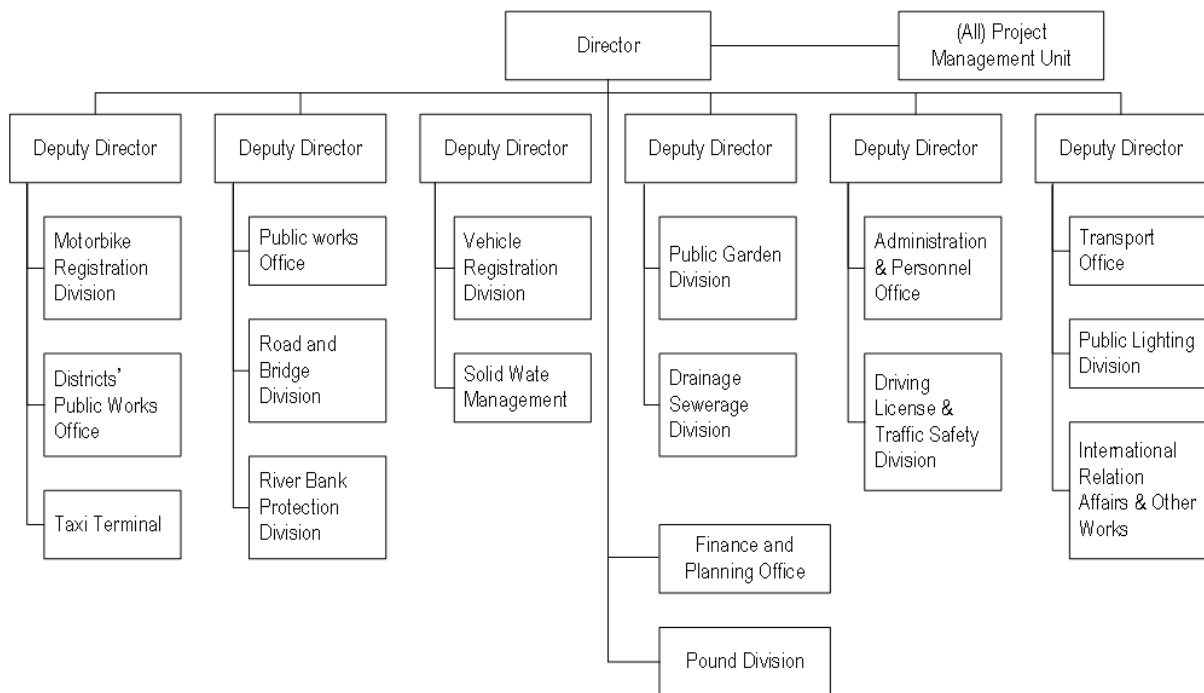 Director
(All) Project
Management Unit
Deputy Director
Deputy Director
Deputy Director
Deputy Director
Deputy Director
Deputy Director
Motorbike
Registration
Division
Districts’
Public Works
Office
Taxi Terminal
Public works
Office
Road and
Bridge
Division
River Bank
Protection
Division
Vehicle
Registration
Division
Solid Wate
Management
Public Garden
Division
Drainage
Sewerage
Division
Administration
& Personnel
Office
Driving
License &
Traffic Safety
Division
Transport
Office
Public Lighting
Division
International
Relation
Affairs & Other
Works
Finance and
Planning Office
Pound Division